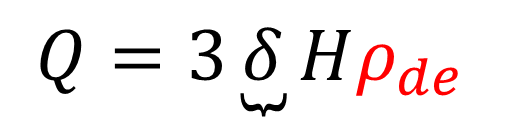 Q = 3 δ H ρ_de